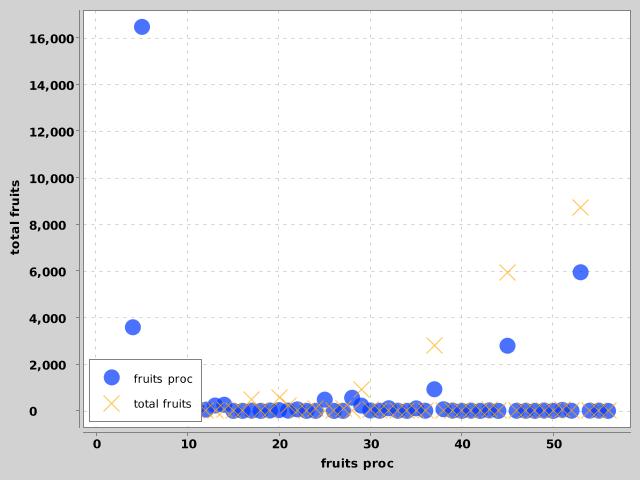 16,000
14,000
12,000
10,000
8,000
6,000
4,000
2,000
0
total fruits
fruits proc
total fruits
0 10 20 30 40 50
fruits proc